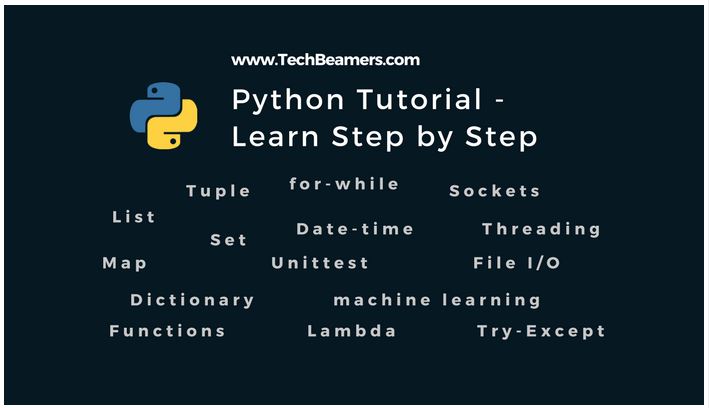 www.TechBeamers.com
Python Tutorial -
Learn Step by Step
Tuple for-while Sockets
List
Date-time Threading
Set
Map Unittest File I/O
Dictionary machine learning
Functions Lambda Try-Except